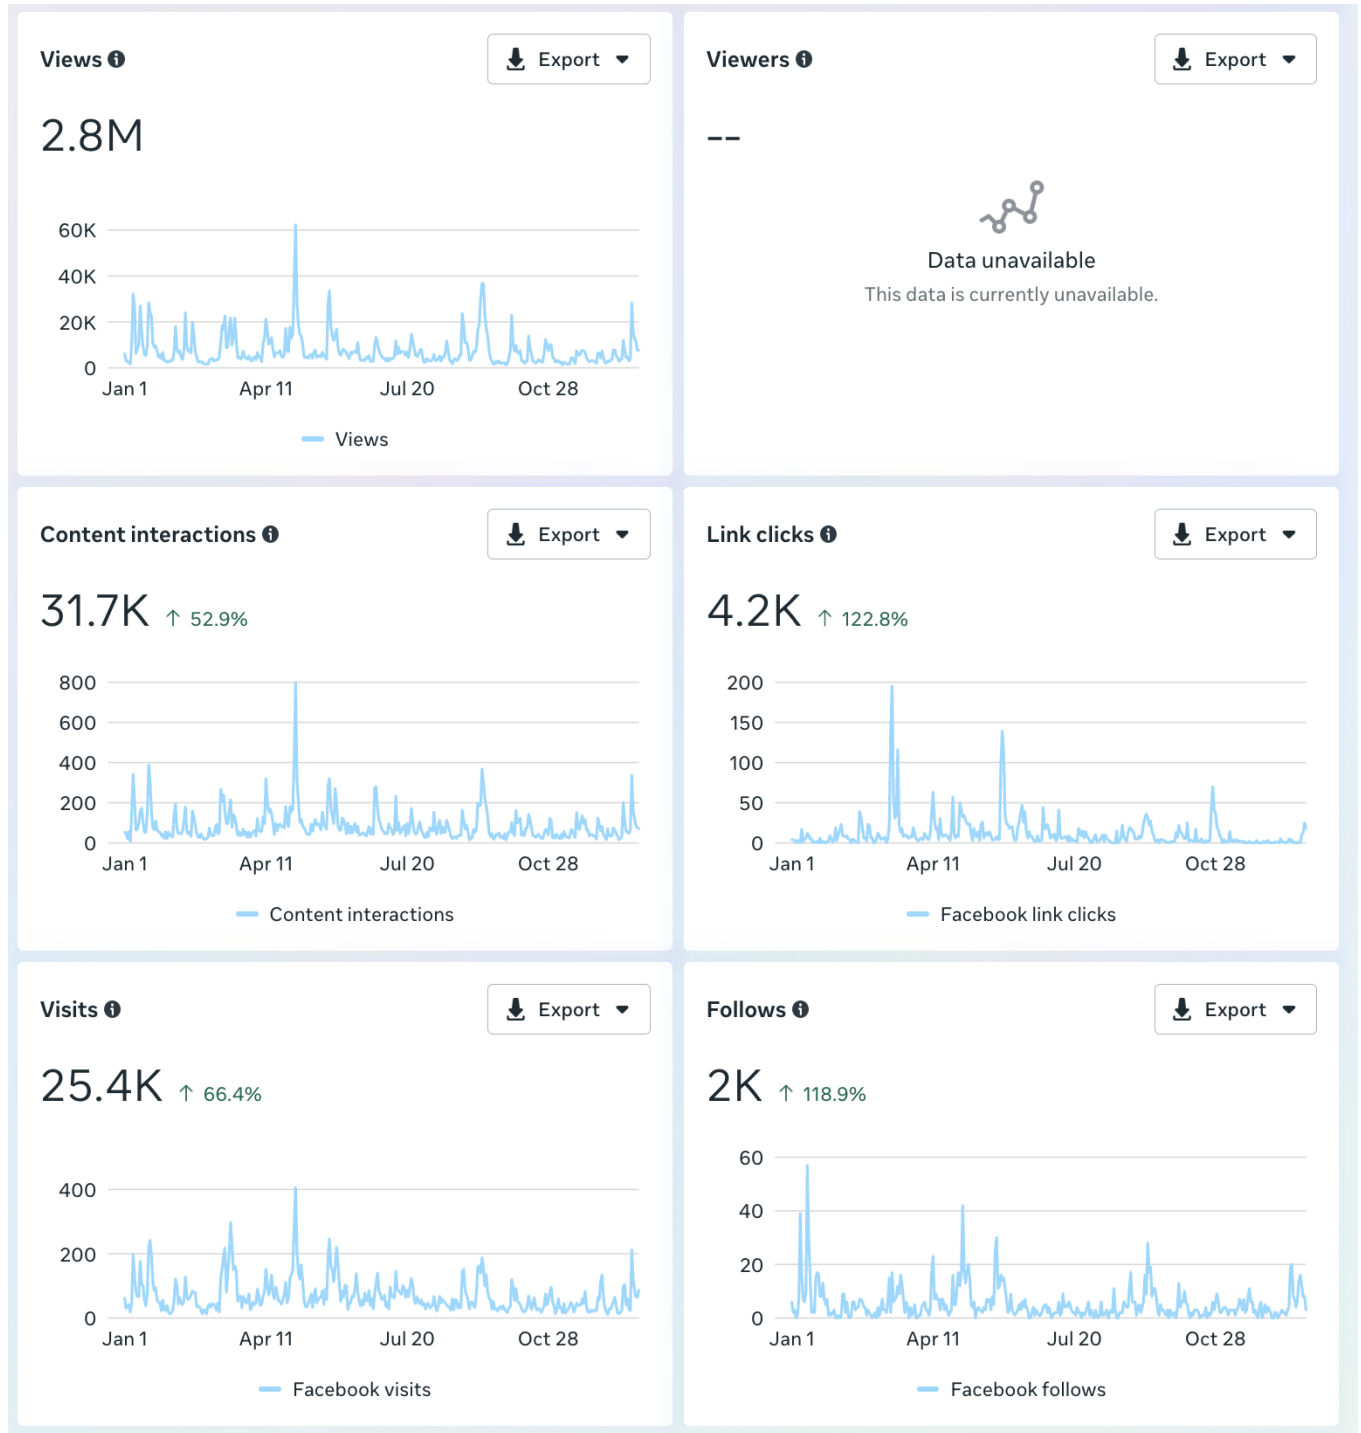 Views
Export
2.8M
60K
40K
20K
0
Jan 1 Apr 11 Jul 20 Oct 28
Views
Viewers
Export
--
Data unavailable
This data is currently unavailable.
Content interactions
Export
31.7K ↑ 52.9%
800
600
400
200
0
Jan 1 Apr 11 Jul 20 Oct 28
Content interactions
Link clicks
Export
4.2K ↑ 122.8%
200
150
100
50
0
Jan 1 Apr 11 Jul 20 Oct 28
Facebook link clicks
Visits
Export
25.4K ↑ 66.4%
400
200
0
Jan 1 Apr 11 Jul 20 Oct 28
Facebook visits
Follows
Export
2K ↑ 118.9%
60
40
20
0
Jan 1 Apr 11 Jul 20 Oct 28
Facebook follows